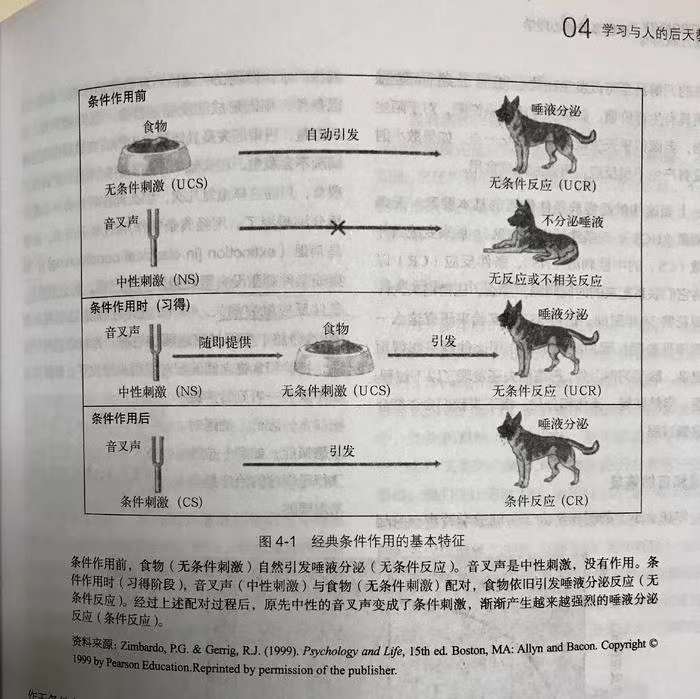 04 学习与人的后天
条件作用前
食物
自动引发
唾液分泌
无条件刺激（UCS）
无条件反应（UCR）
音叉声
不分泌唾液
中性刺激（NS）
无反应或不相关反应
条件作用时（习得）
音叉声
随即提供
食物
引发
唾液分泌
中性刺激（NS）
无条件刺激（UCS）
无条件反应（UCR）
条件作用后
音叉声
引发
唾液分泌
条件刺激（CS）
条件反应（CR）
图 4-1 经典条件作用的基本特征
条件作用前，食物（无条件刺激）自然引发唾液分泌（无条件反应）。音叉声是中性刺激，没有作用。条
件作用时（习得阶段），音叉声（中性刺激）与食物（无条件刺激）配对，食物依旧引发唾液分泌反应（无
条件反应）。经过上述配对过程后，原先中性的音叉声变成了条件刺激，渐渐产生越来越强烈的唾液分泌
反应（条件反应）。
资料来源：Zimbardo, P.G. & Gerrig, R.J. (1999). Psychology and Life, 15th ed. Boston, MA: Allyn and Bacon. Copyright ©
1999 by Pearson Education.Reprinted by permission of the publisher.